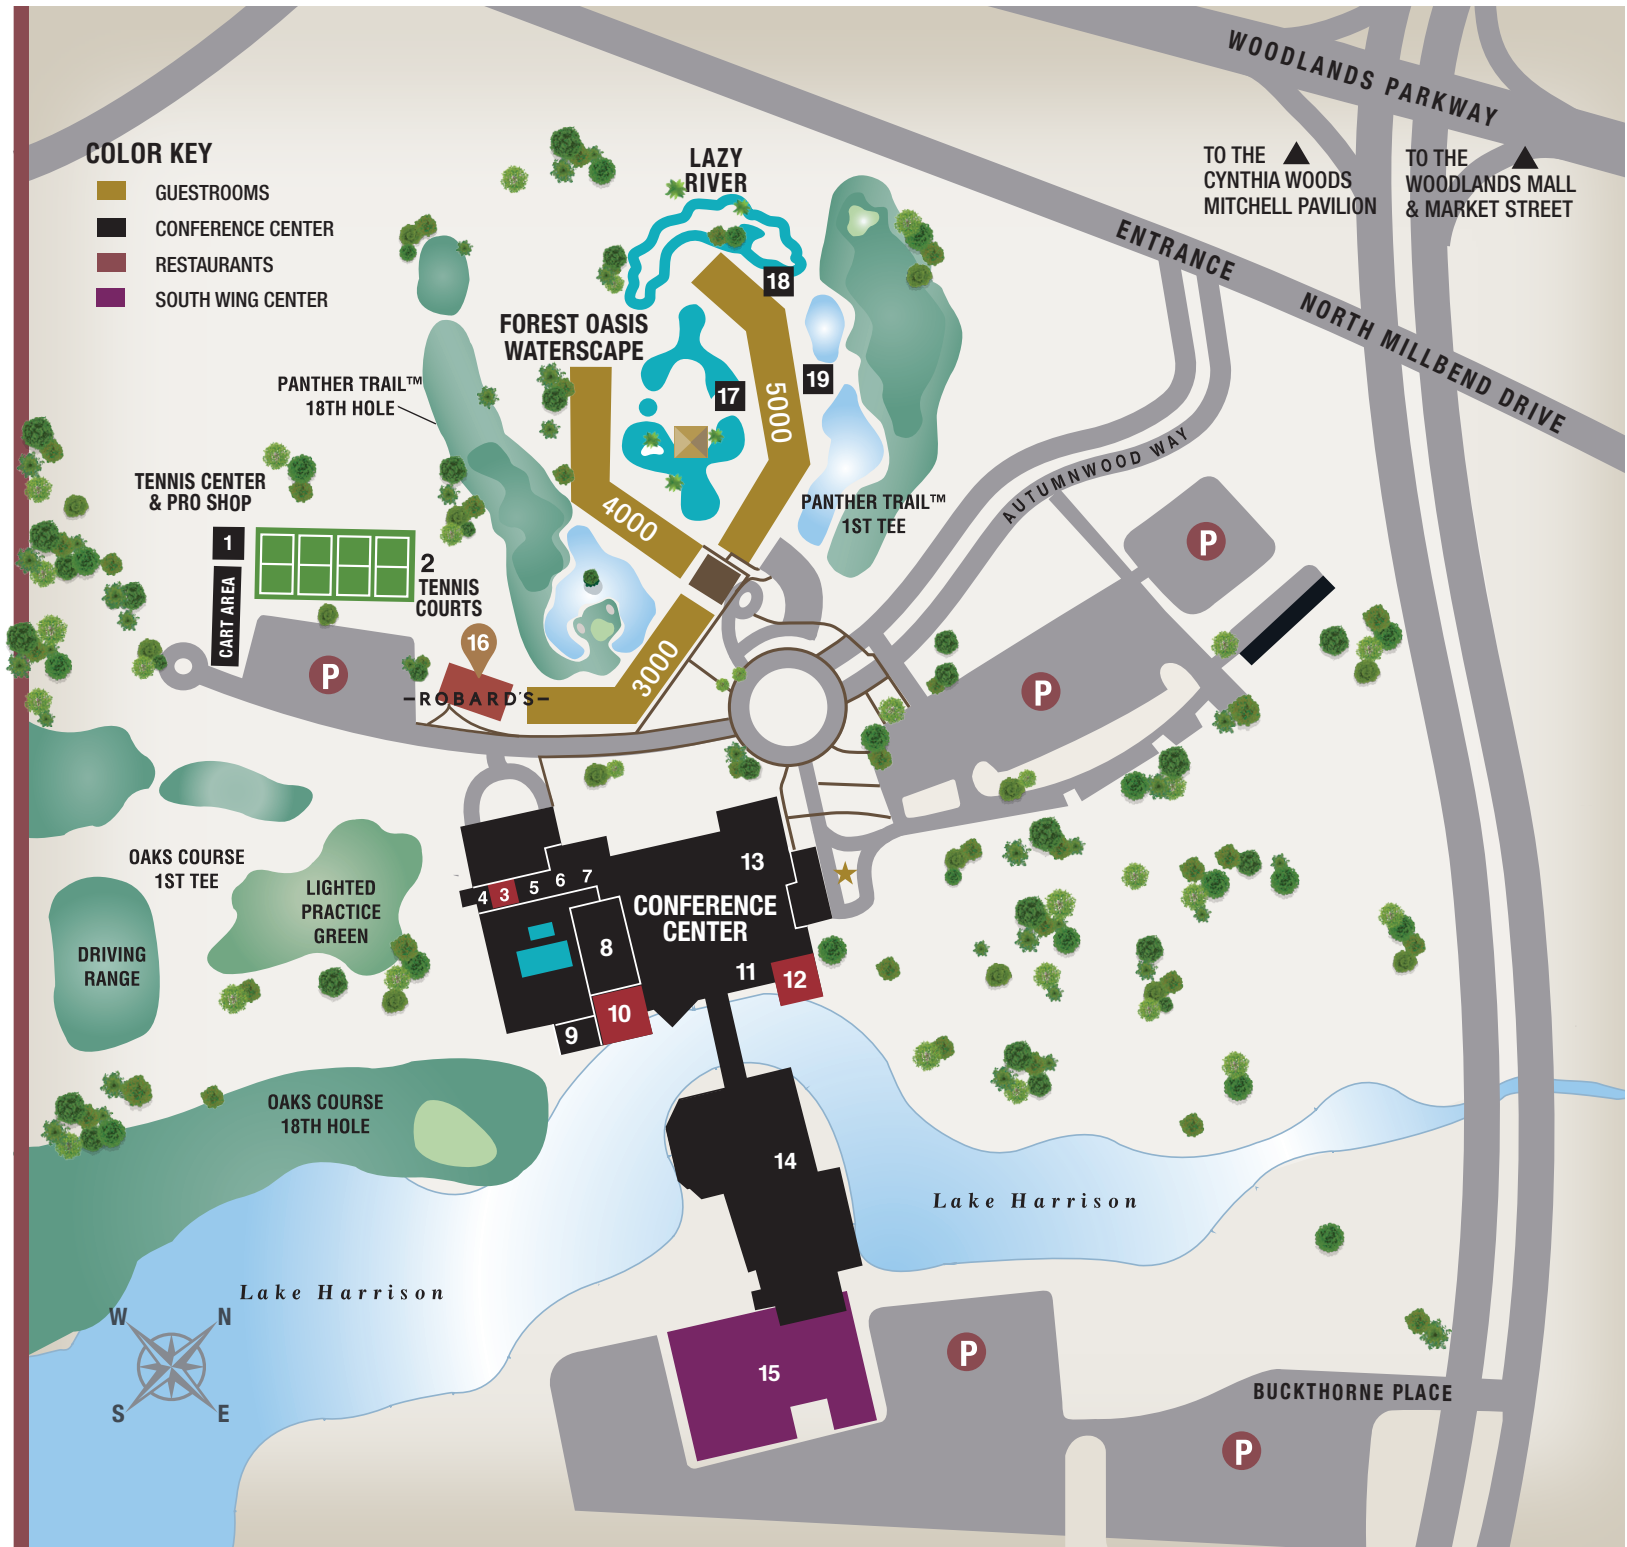 WOODLANDS PARKWAY
TO THE
CYNTHIA WOODS
MITCHELL PAVILION
TO THE
WOODLANDS MALL
& MARKET STREET
ENTRANCE
NORTH MILLBEND DRIVE
COLOR KEY
GUESTROOMS
CONFERENCE CENTER
RESTAURANTS
SOUTH WING CENTER
LAZY
RIVER
18
FOREST OASIS
WATERSCAPE
17
19
5000
PANTHER TRAIL™
18TH HOLE
4000
PANTHER TRAIL™
1ST TEE
AUTUMNWOOD WAY
P
TENNIS CENTER
& PRO SHOP
1
CART AREA
2
TENNIS
COURTS
16
ROBARD'S
3000
P
P
OAKS COURSE
1ST TEE
LIGHTED
PRACTICE
GREEN
DRIVING
RANGE
4
3
5
6
7
13
CONFERENCE
CENTER
8
11
12
10
9
OAKS COURSE
18TH HOLE
14
Lake Harrison
Lake Harrison
W
N
S
E
15
P
BUCKTHORNE PLACE
P